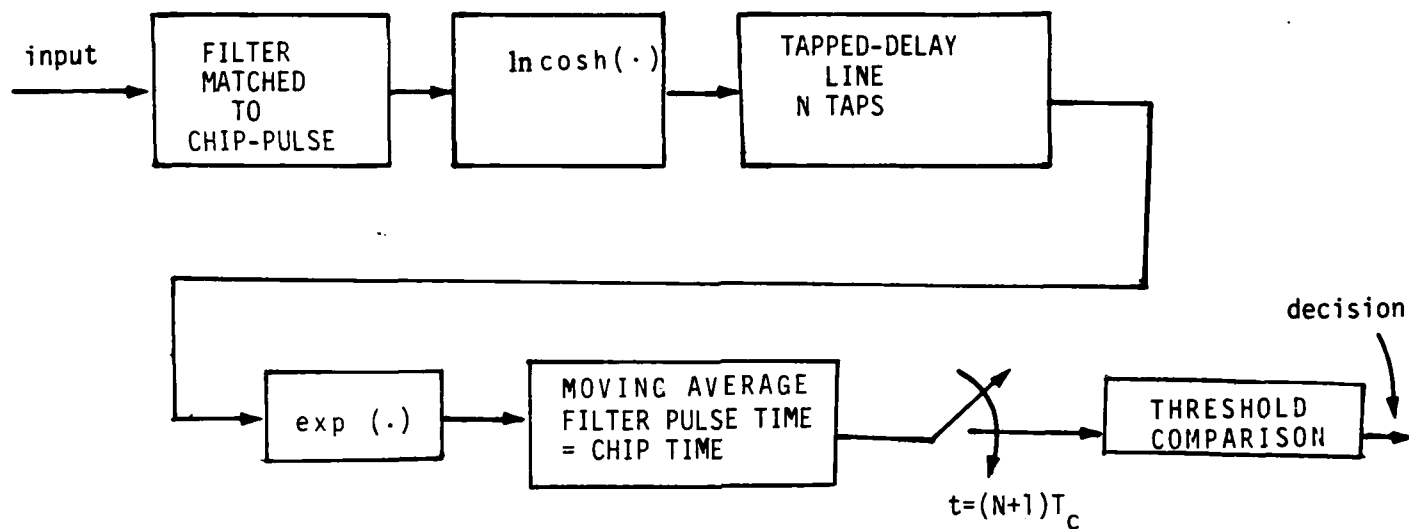 input
FILTER
MATCHED
TO
CHIP-PULSE
ln cosh(·)
TAPPED-DELAY
LINE
N TAPS
decision
exp (.)
MOVING AVERAGE
FILTER PULSE TIME
= CHIP TIME
THRESHOLD
COMPARISON
t=(N+1)T_c